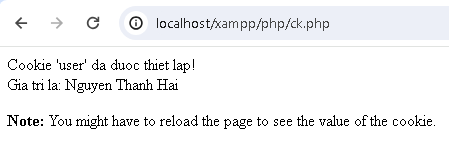 localhost/xampp/php/ck.php
Cookie 'user' da duoc thiet lap!
Gia tri la: Nguyen Thanh Hai
Note: You might have to reload the page to see the value of the cookie.